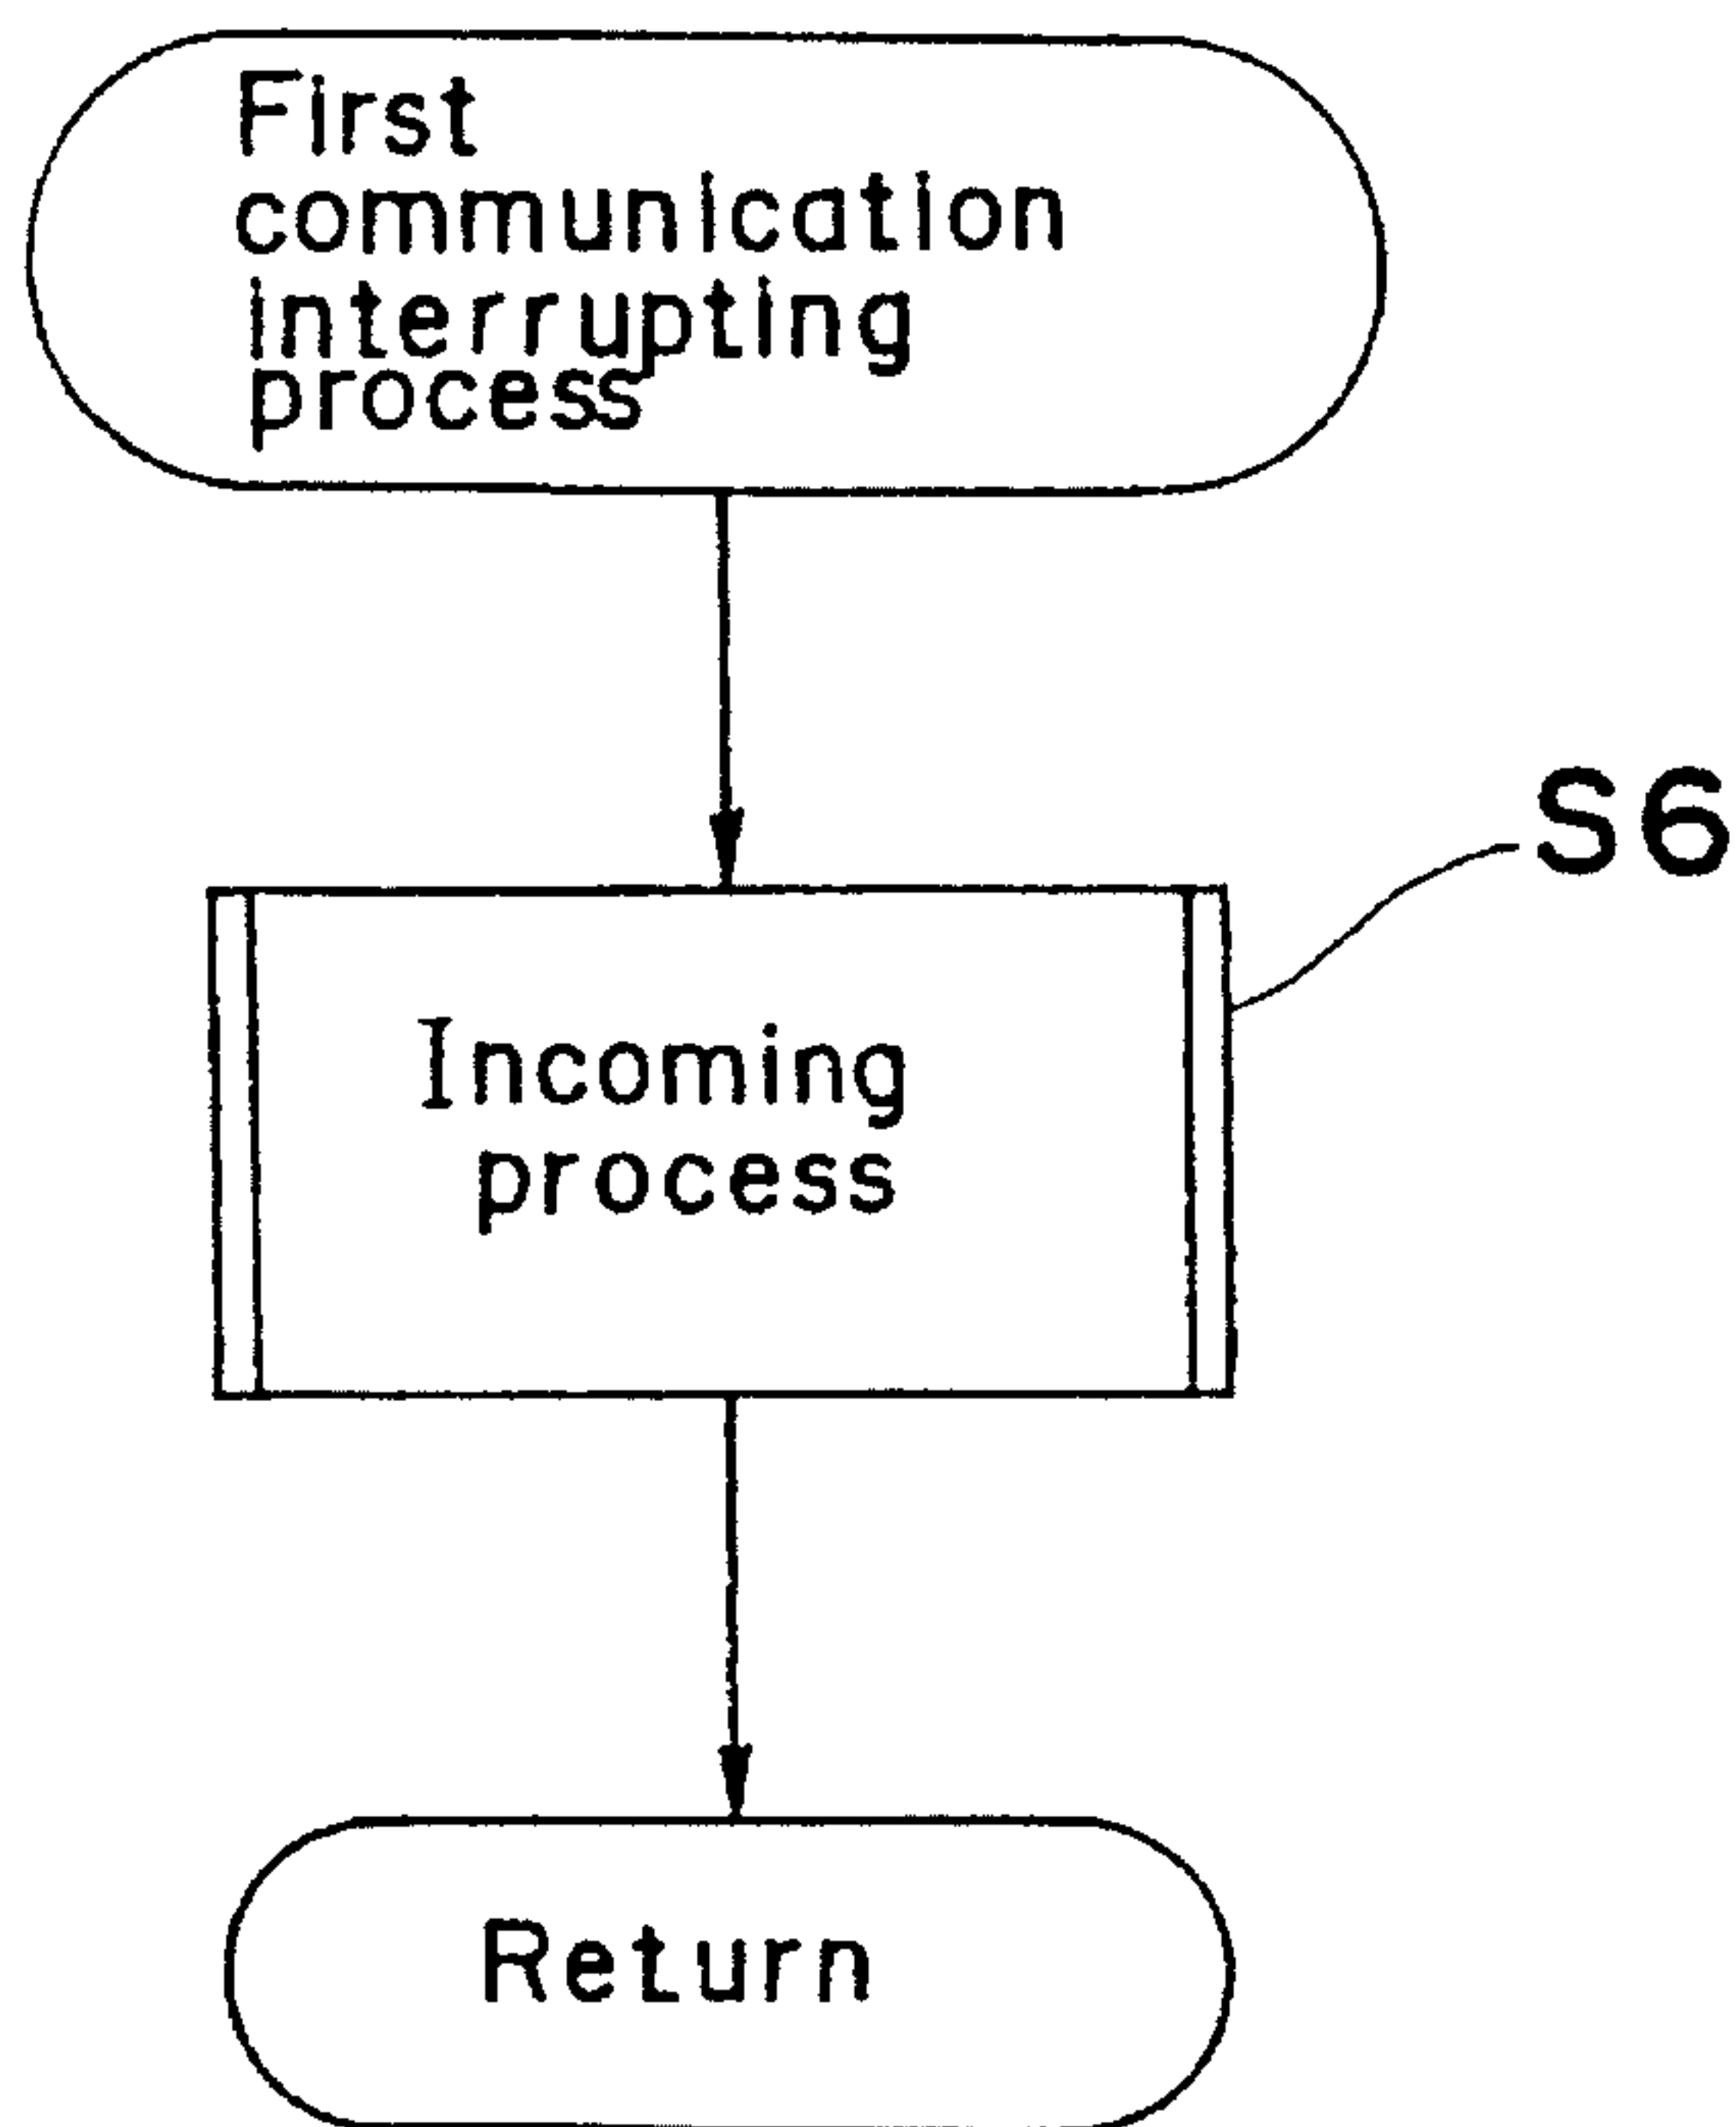 First
communication
interrupting
process
S6
Incoming
process
Return